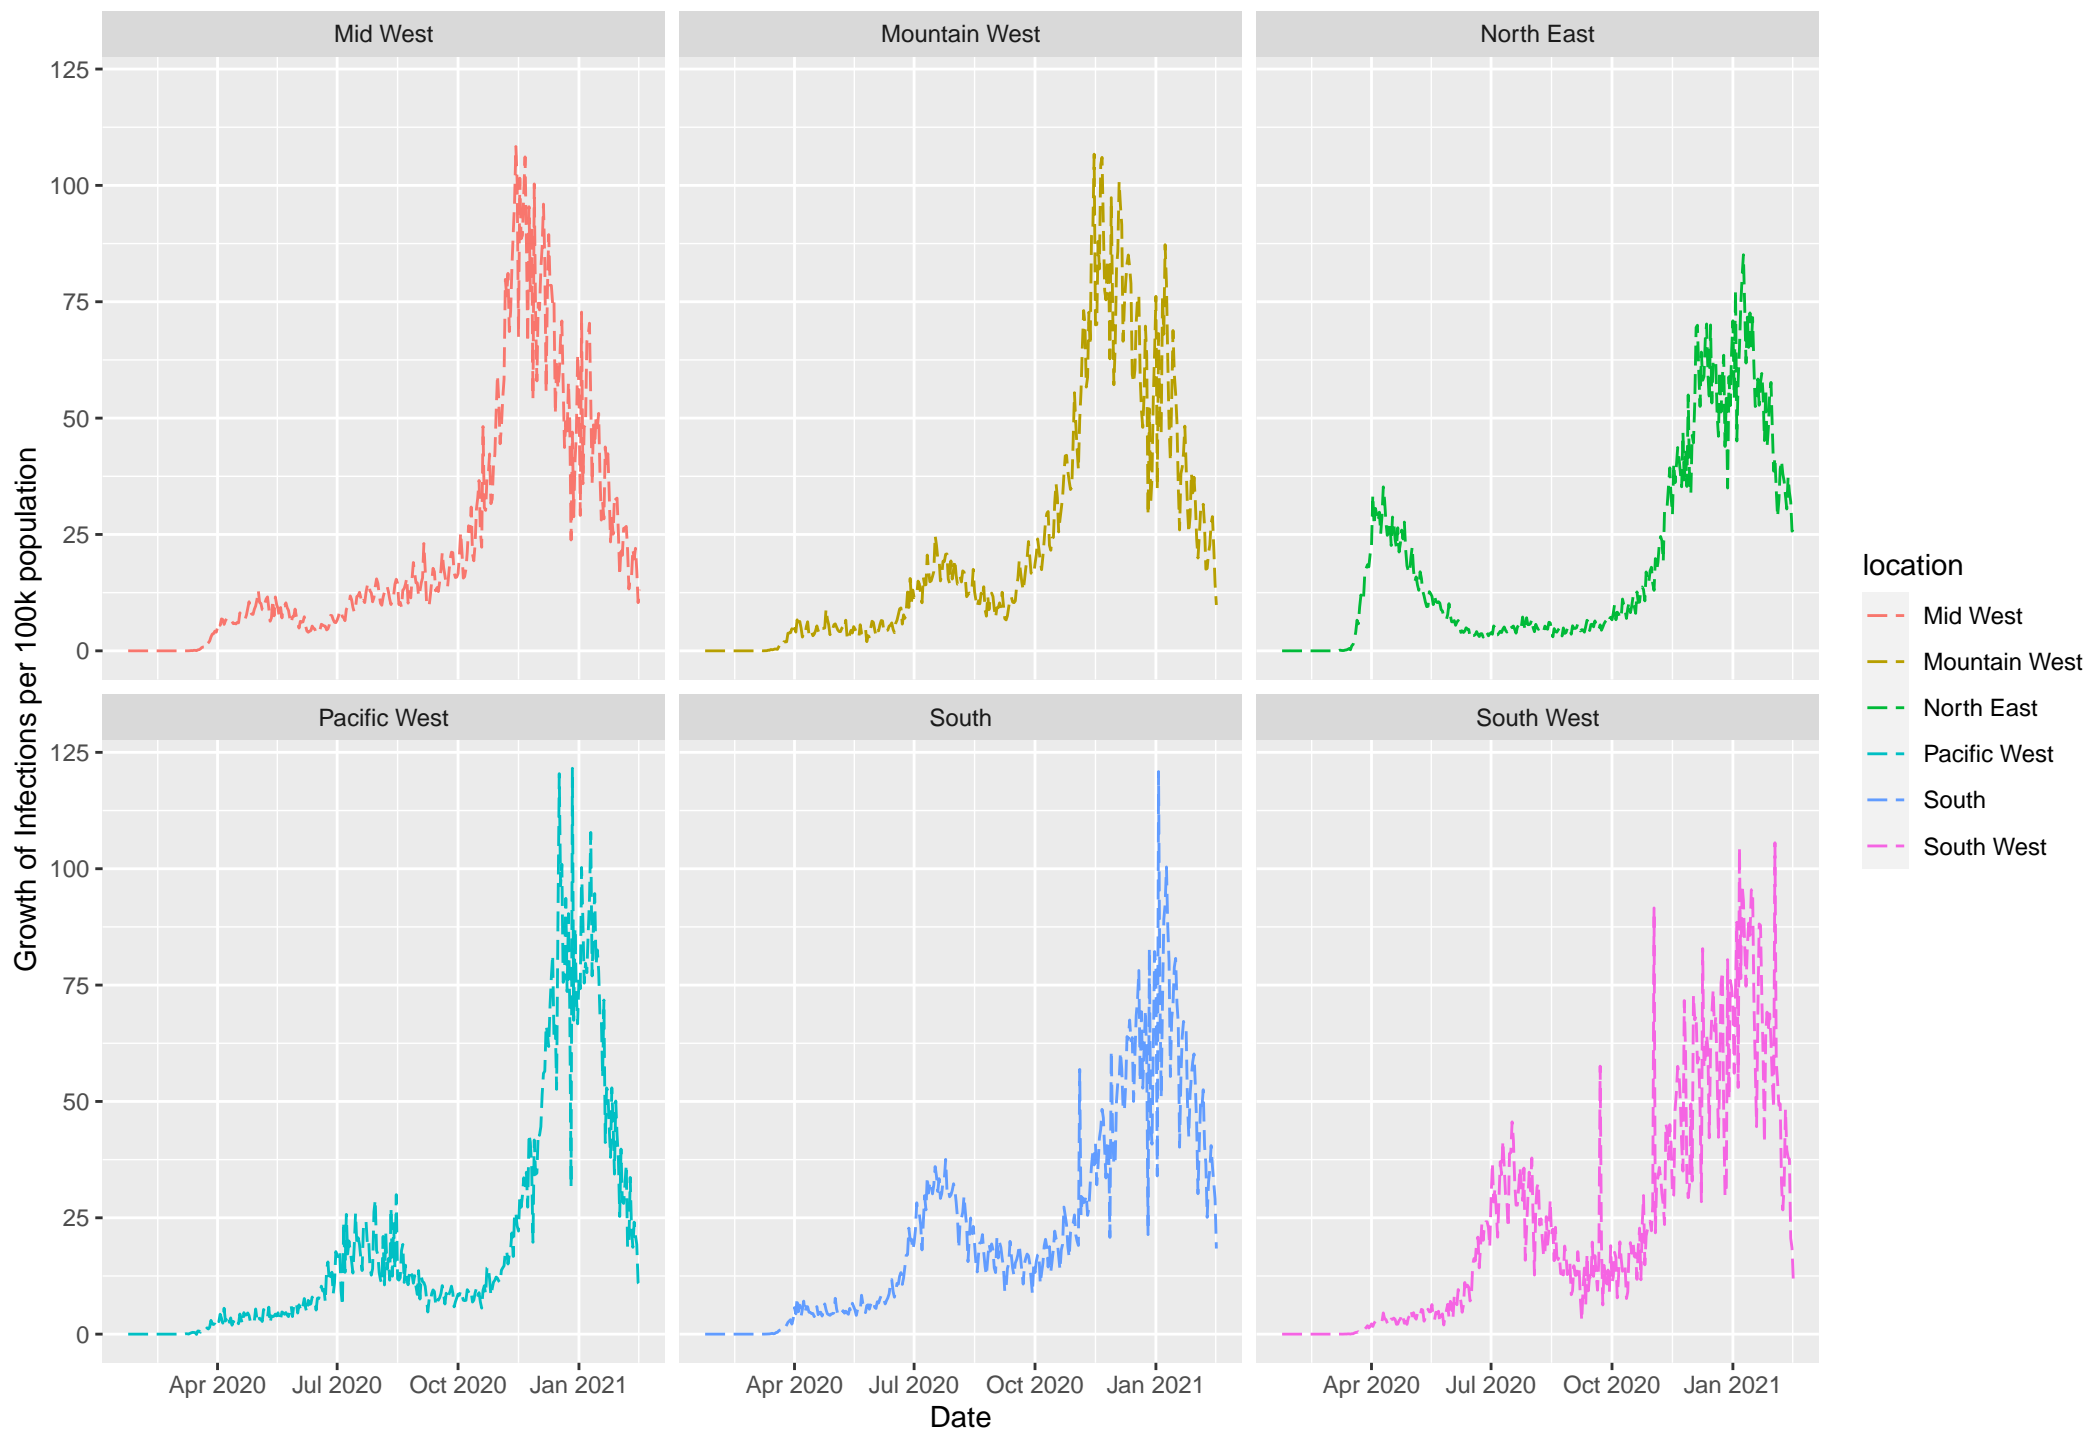 Mid West
Mountain West
North East
125
100
75
50
25
0
Pacific West
South
South West
125
100
75
50
25
0
Apr 2020 Jul 2020 Oct 2020 Jan 2021
Apr 2020 Jul 2020 Oct 2020 Jan 2021
Apr 2020 Jul 2020 Oct 2020 Jan 2021
Date
Growth of Infections per 100k population
location
Mid West
Mountain West
North East
Pacific West
South
South West